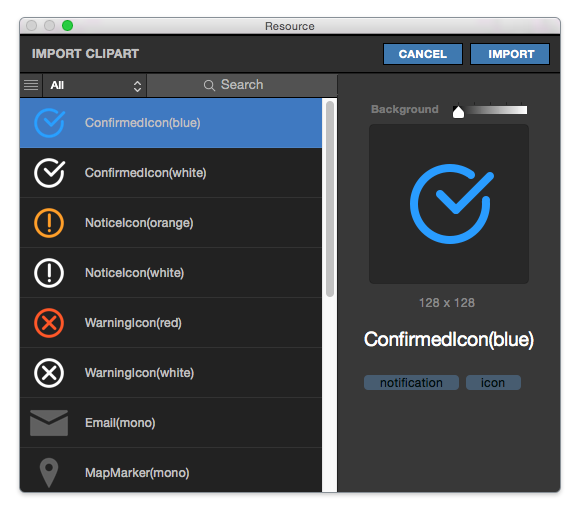 Resource
IMPORT CLIPART
CANCEL
IMPORT
All
Search
ConfirmedIcon(blue)
ConfirmedIcon(white)
NoticeIcon(orange)
NoticeIcon(white)
WarningIcon(red)
WarningIcon(white)
Email(mono)
MapMarker(mono)
Background
128 x 128
ConfirmedIcon(blue)
notification
icon